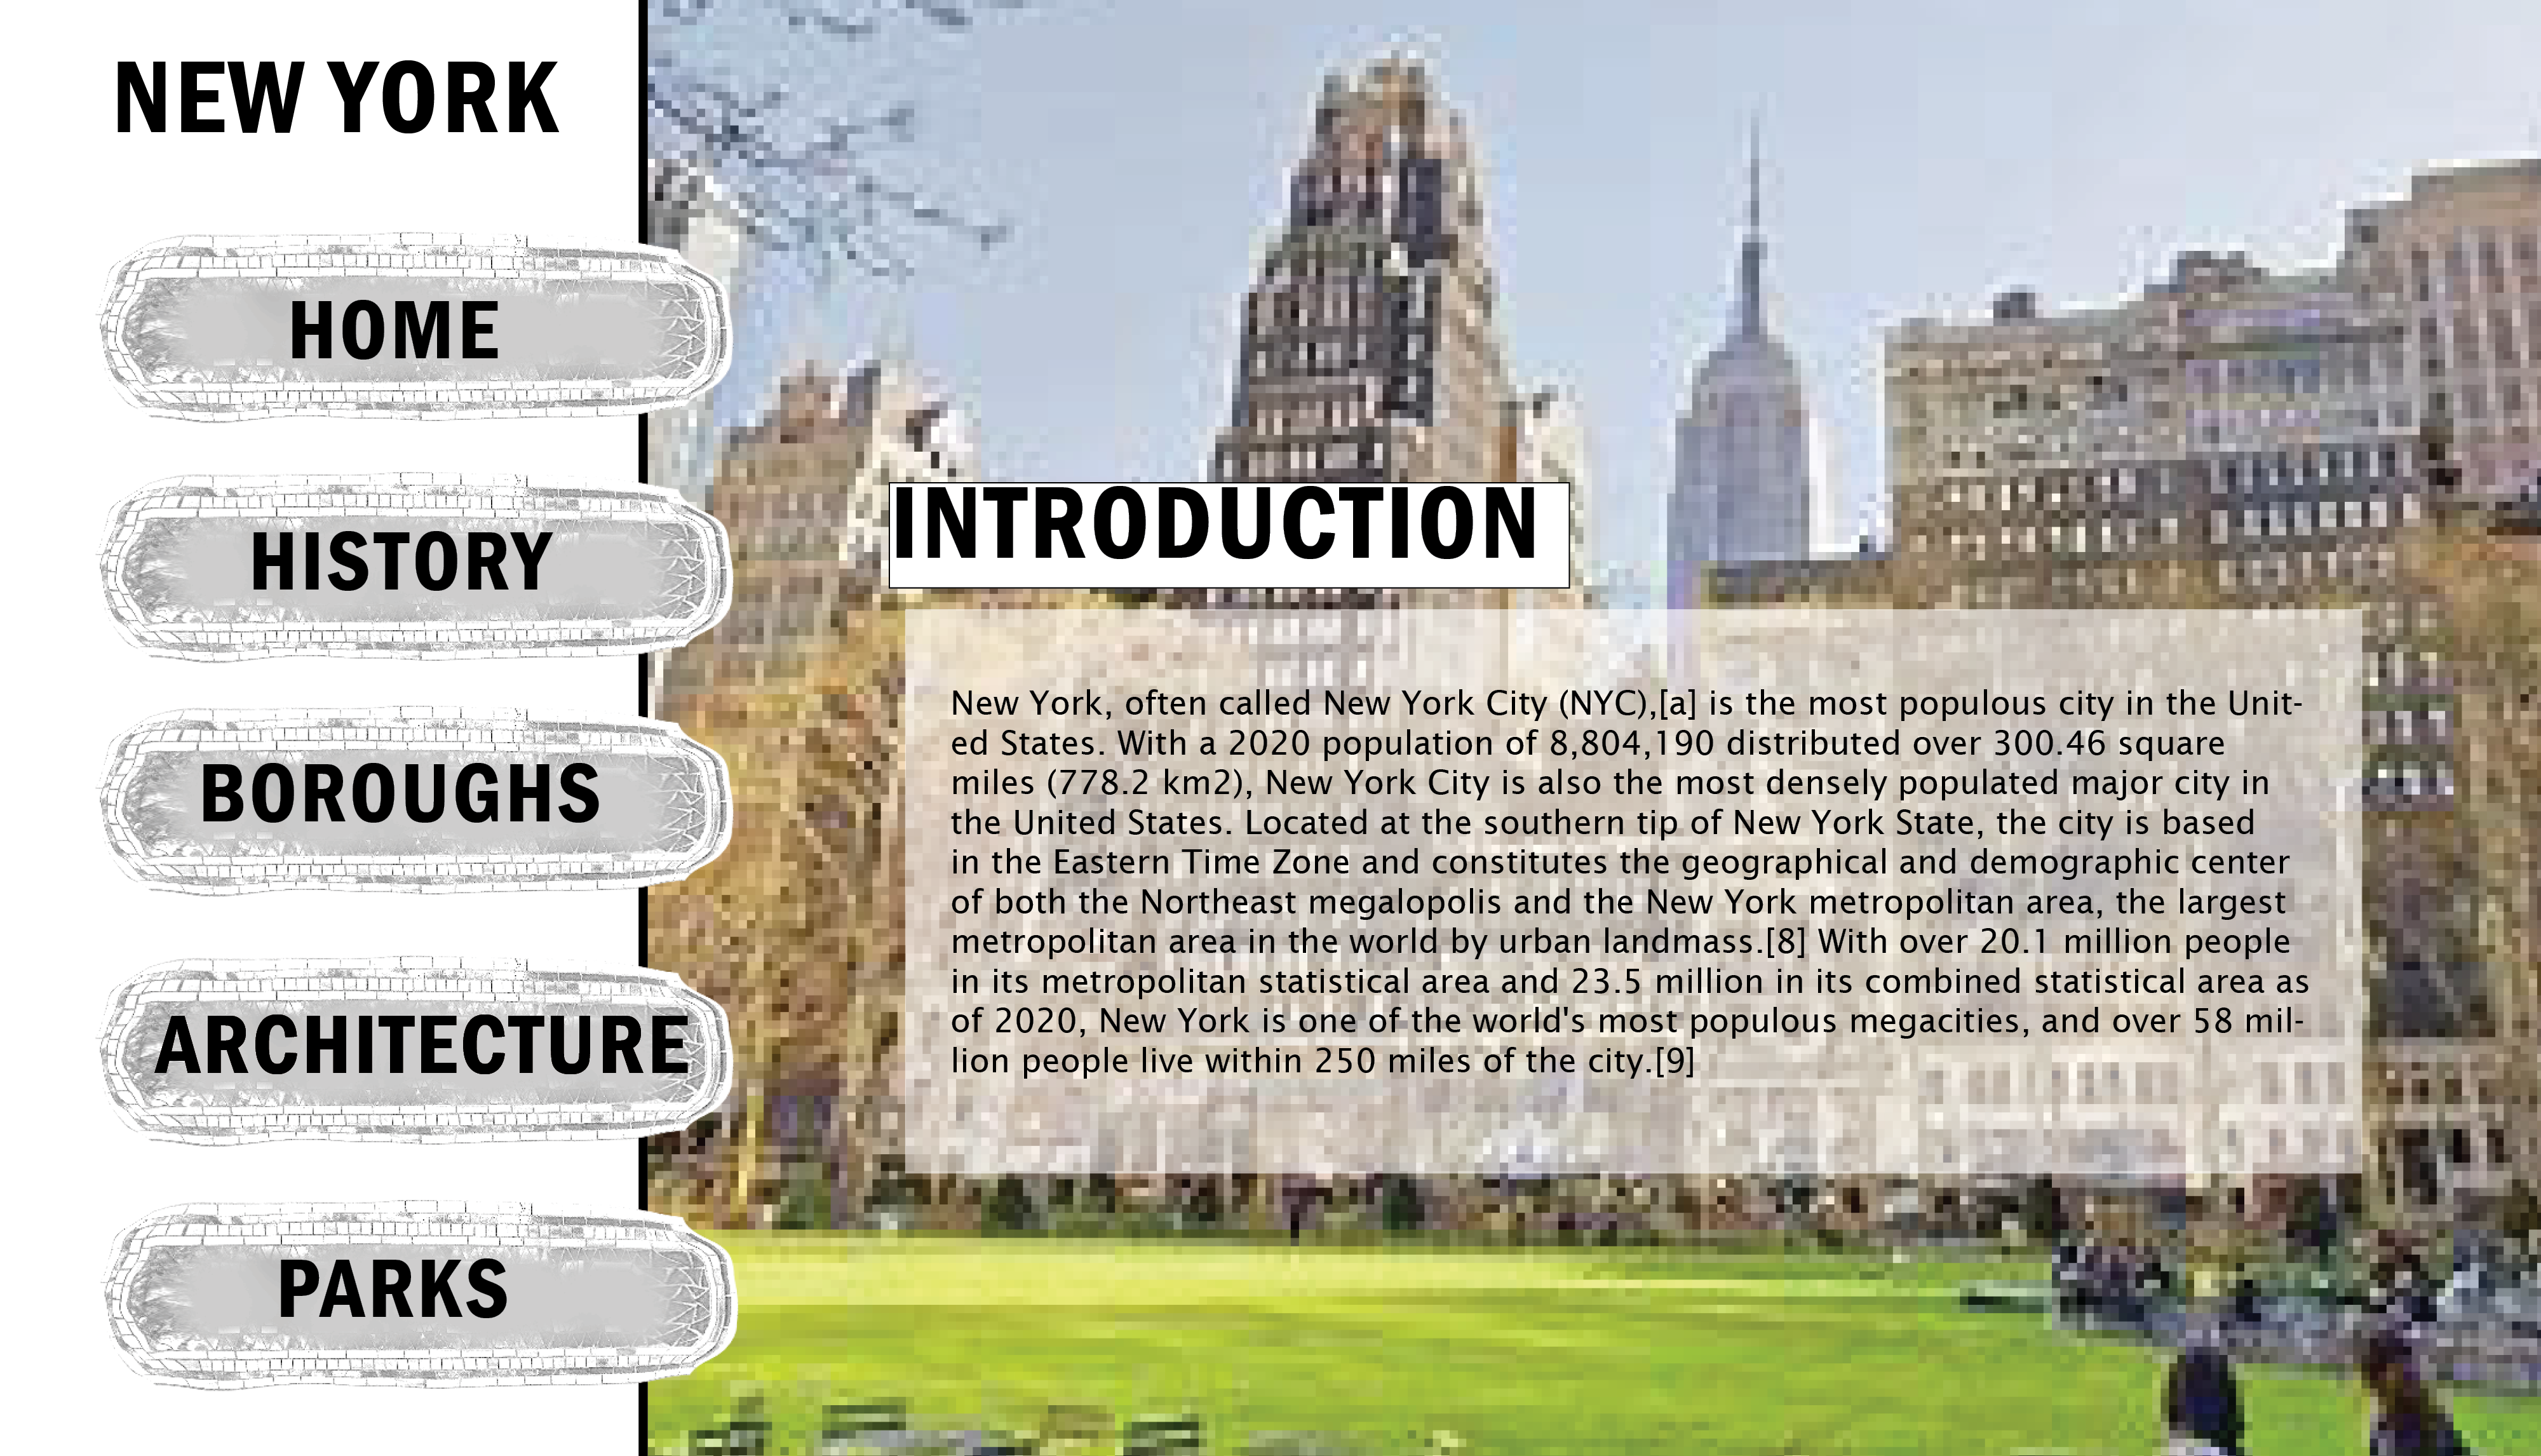 NEW YORK
HOME
HISTORY
BOROUGHS
ARCHITECTURE
PARKS
INTRODUCTION
New York, often called New York City (NYC),[a] is the most populous city in the Unit-
ed States. With a 2020 population of 8,804,190 distributed over 300.46 square
miles (778.2 km2), New York City is also the most densely populated major city in
the United States. Located at the southern tip of New York State, the city is based
in the Eastern Time Zone and constitutes the geographical and demographic center
of both the Northeast megalopolis and the New York metropolitan area, the largest
metropolitan area in the world by urban landmass.[8] With over 20.1 million people
in its metropolitan statistical area and 23.5 million in its combined statistical area as
of 2020, New York is one of the world's most populous megacities, and over 58 mil-
lion people live within 250 miles of the city.[9]